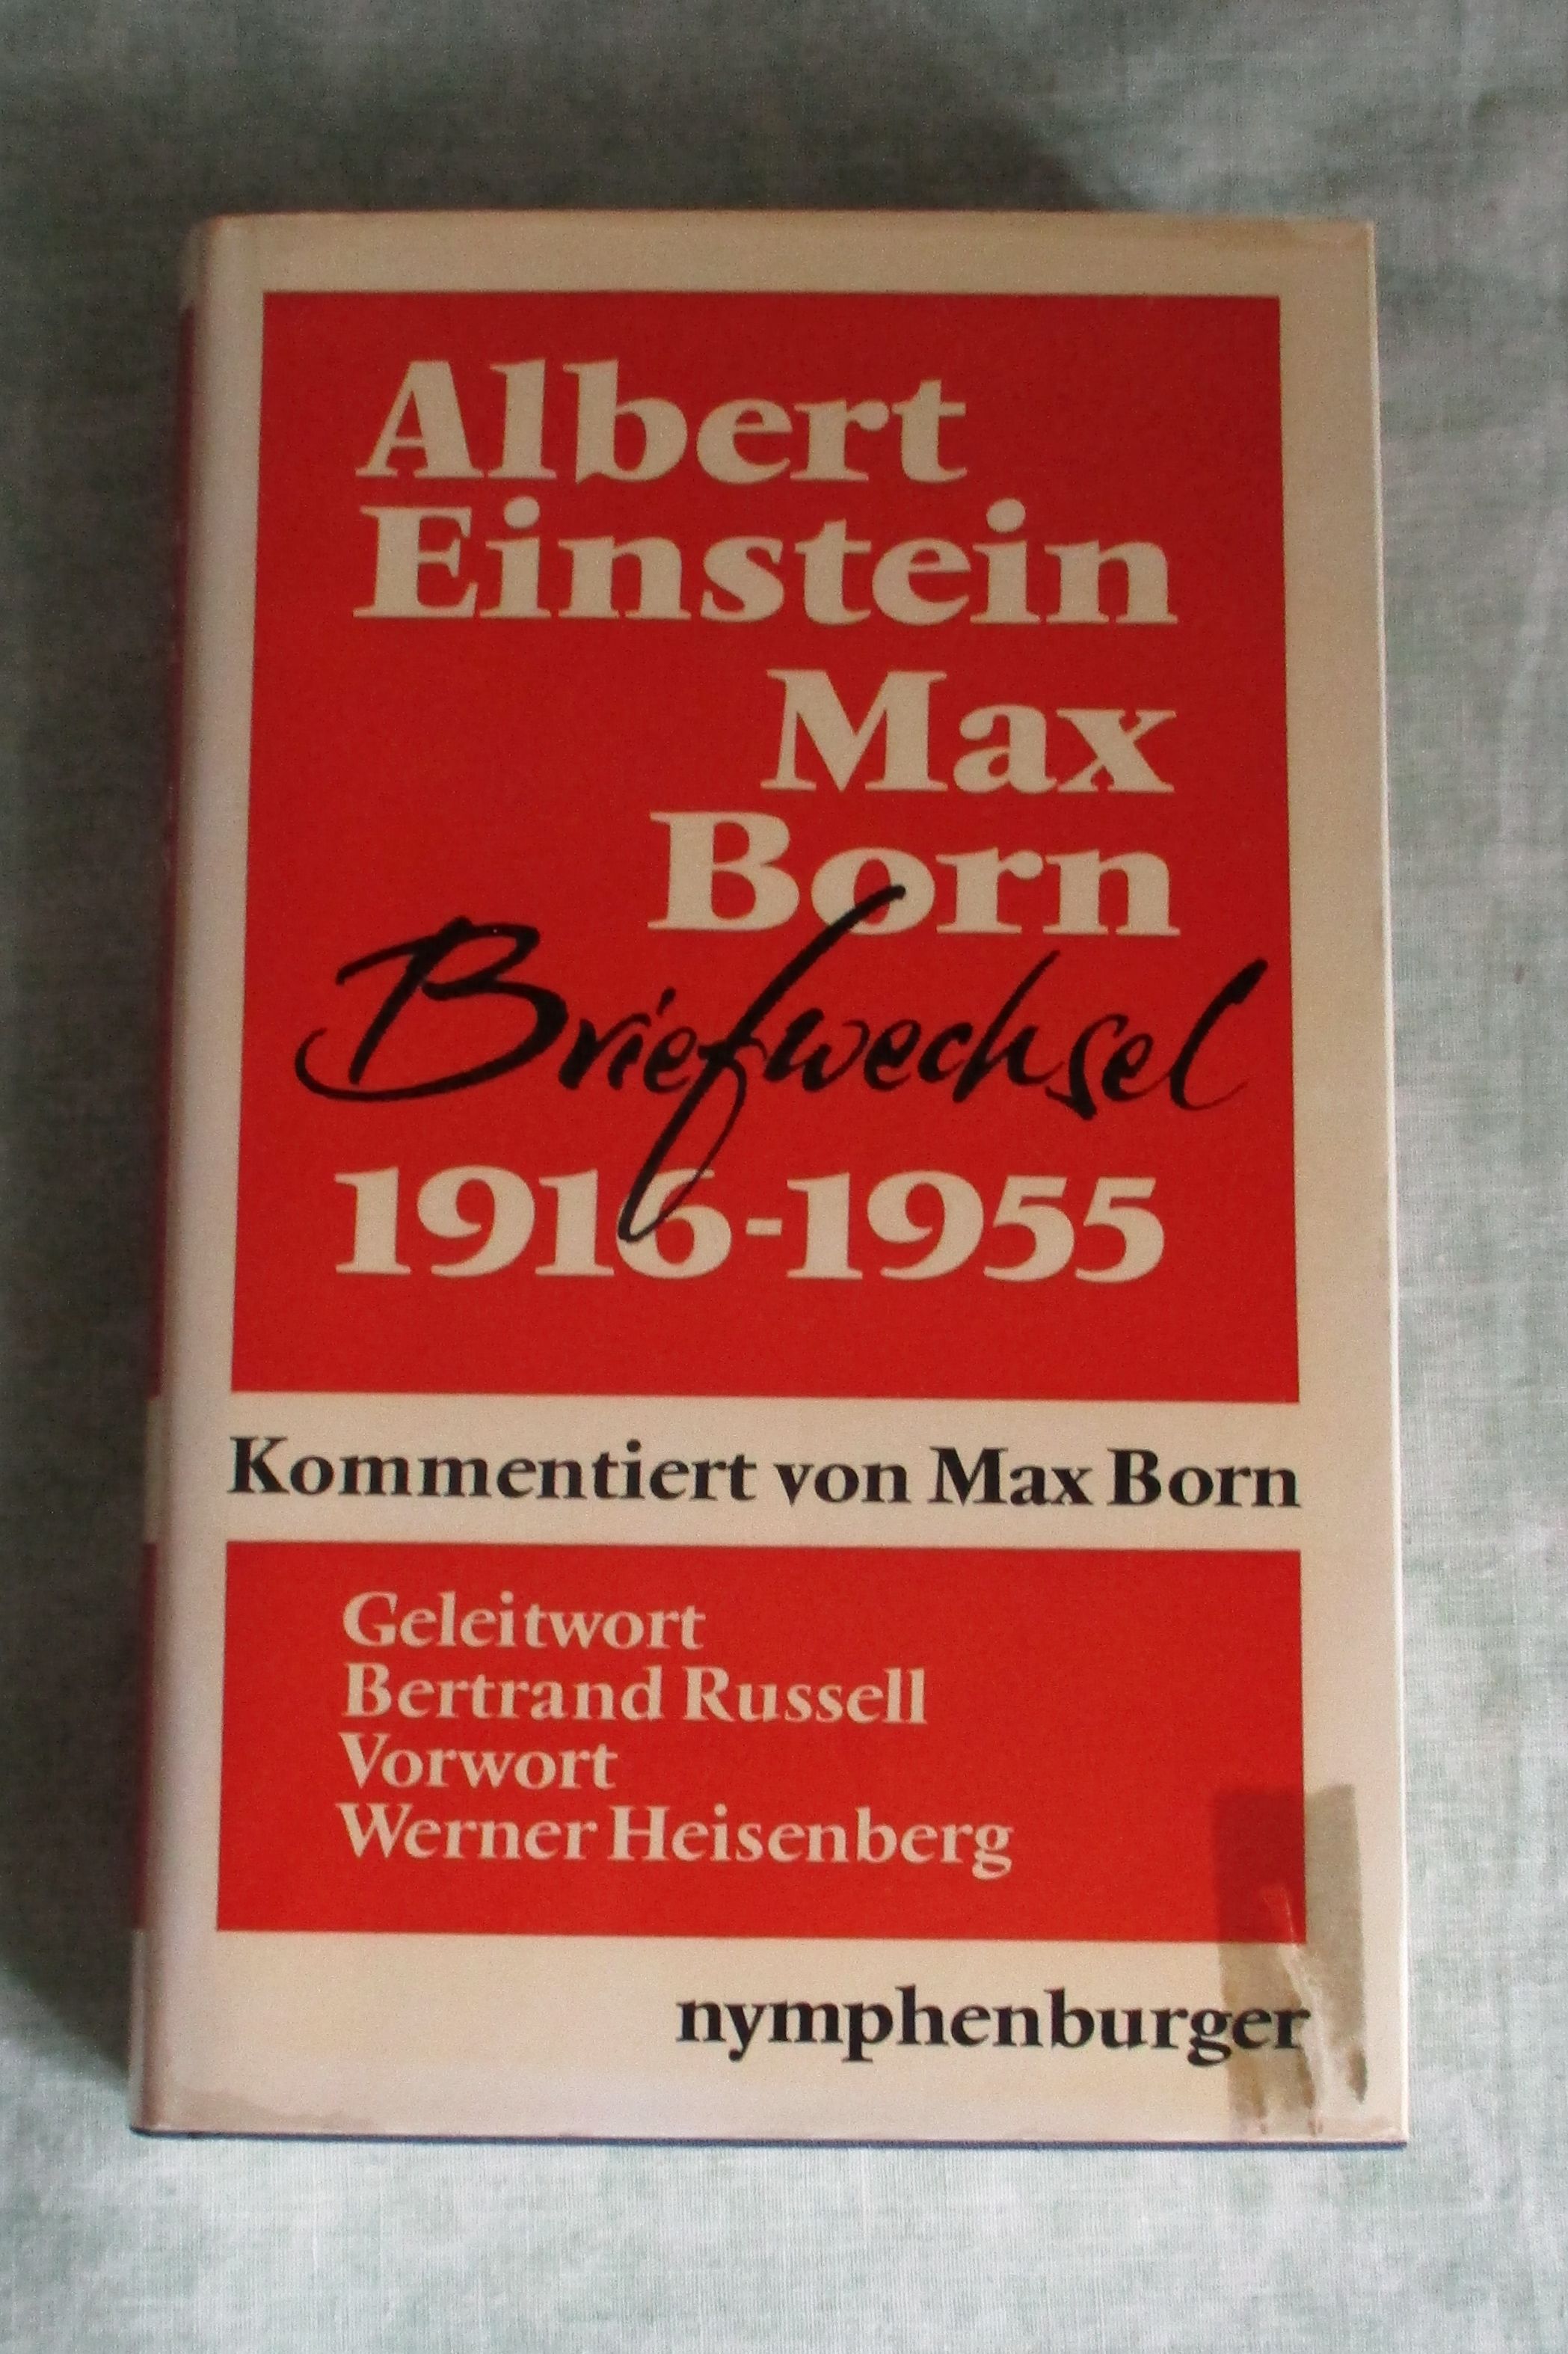 Albert
Einstein
Max
Born
Briefwechsel
1916-1955
Kommentiert von Max Born
Geleitwort
Bertrand Russell
Vorwort
Werner Heisenberg
nymphenburger